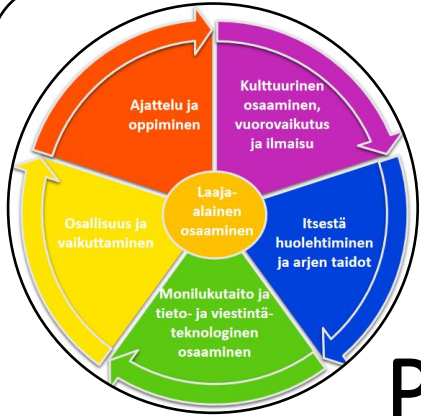 Ajattelu ja
oppiminen
Kulttuurinen
osaaminen,
vuorovaikutus
ja ilmaisu
Laaja-
alainen
osaaminen
Osallisuus ja
vaikuttaminen
Itsestä
huolehtiminen
ja arjen taidot
Monilukutaito ja
tieto- ja viestintä-
teknologinen
osaaminen
P